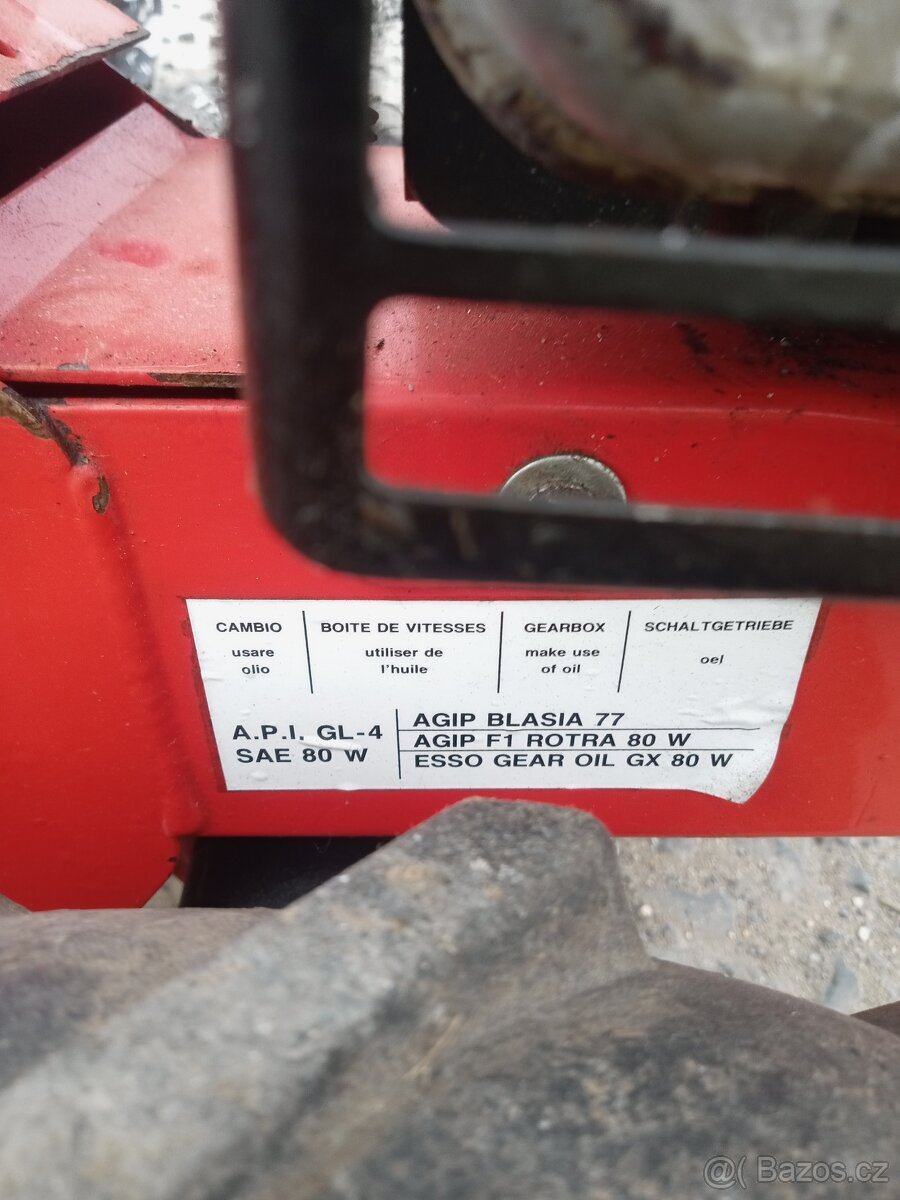 CAMBIO
usare
olio
BOITE DE VITESSES
utiliser de
l'huile
GEARBOX
make use
of oil
SCHALTGETRIEBE
oel
A.P.I. GL-4
SAE 80 W
AGIP BLASIA 77
AGIP F1 ROTRA 80 W
ESSO GEAR OIL GX 80 W
@( Bazos.cz